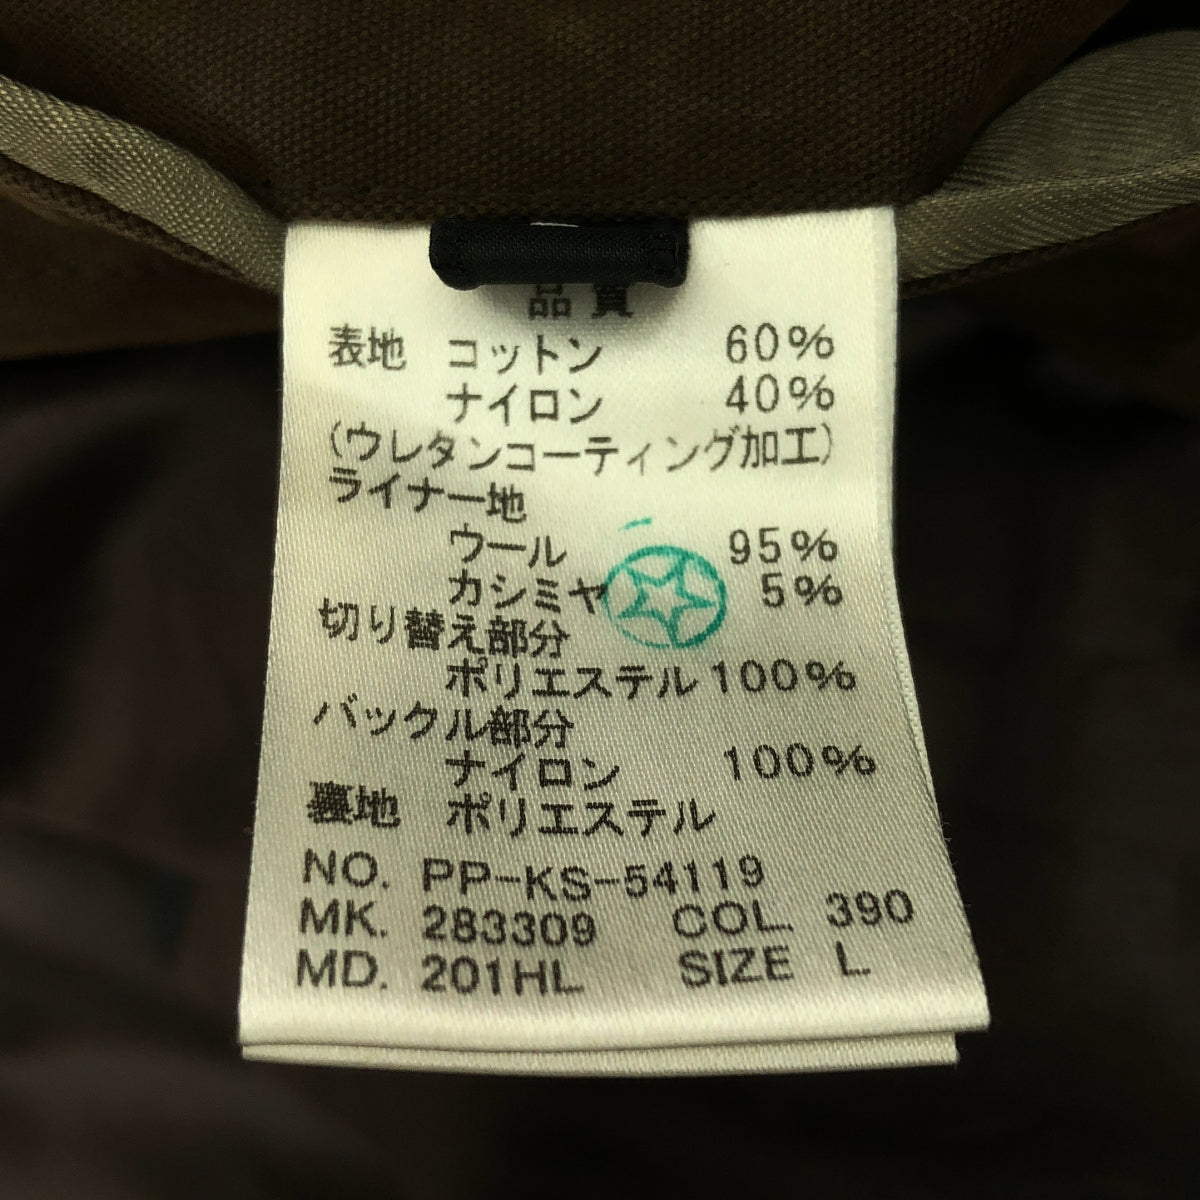 品質
表地 コットン 60%
ナイロン 40%
(ウレタンコーティング加工)
ライナー地
ウール 95%
カシミヤ 5%
切り替え部分
ポリエステル 100%
バックル部分
ナイロン 100%
裏地 ポリエステル
NO. PP-KS-54119
MK. 283309 COL. 390
MD. 201HL SIZE L